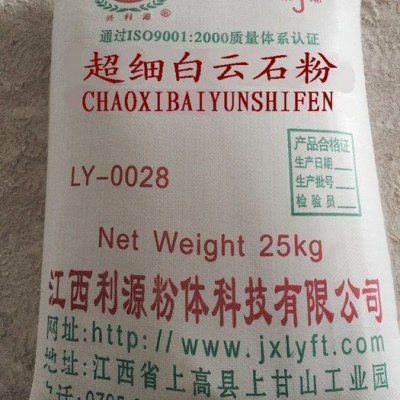 兴利源
通过ISO9001:2000质量体系认证
超细白云石粉
CHAOXIBAIYUNSHIFEN
产品合格证
生产日期
生产批号
检验员
LY-0028
Net Weight 25kg
江西利源粉体科技有限公司
网址:http://www.jxlyft.com
地址:江西省上高县上甘山工业园